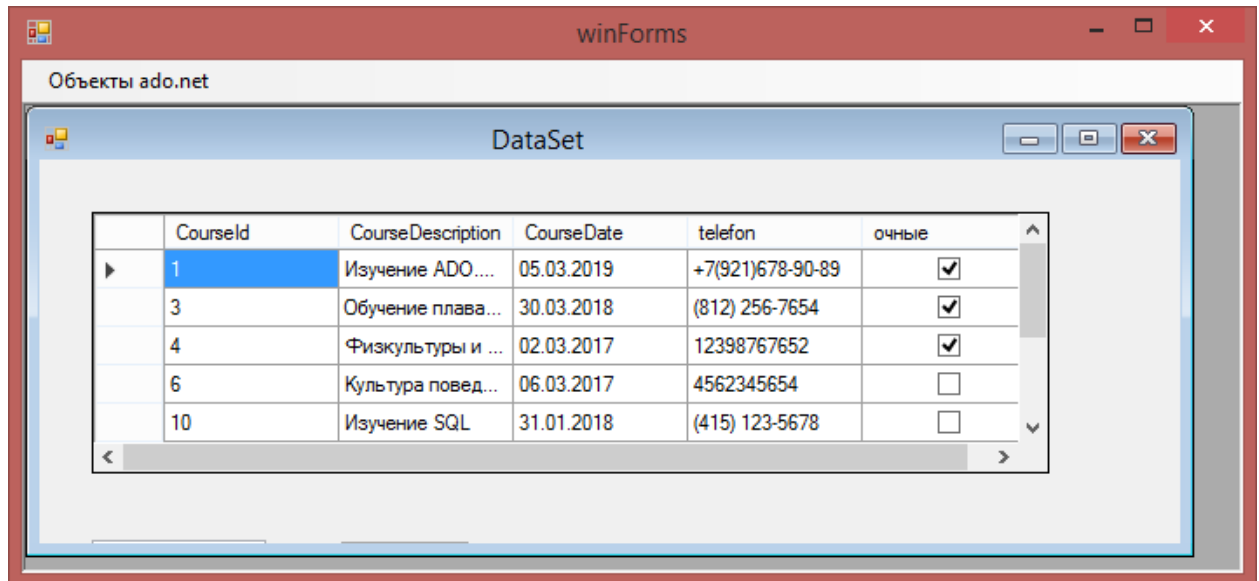 winForms
Объекты ado.net
DataSet
CourseId CourseDescription CourseDate telefon очные
1 Изучение ADO.... 05.03.2019 +7(921)678-90-89
3 Обучение плава... 30.03.2018 (812) 256-7654
4 Физкультуры и ... 02.03.2017 12398767652
6 Культура повед... 06.03.2017 4562345654
10 Изучение SQL 31.01.2018 (415) 123-5678